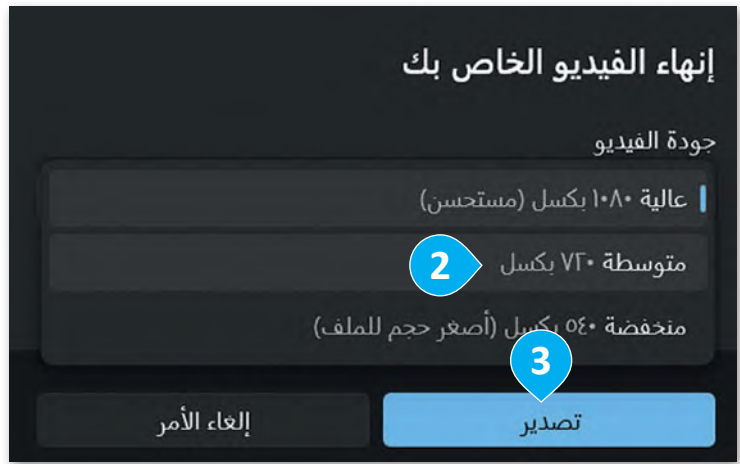 إنهاء الفيديو الخاص بك
جودة الفيديو
عالية ١٠٨٠ بكسل (مستحسن)
متوسطة ٧٢٠ بكسل
2
منخفضة ٥٤٠ بكسل (أصغر حجم للملف)
3
تصدير
إلغاء الأمر